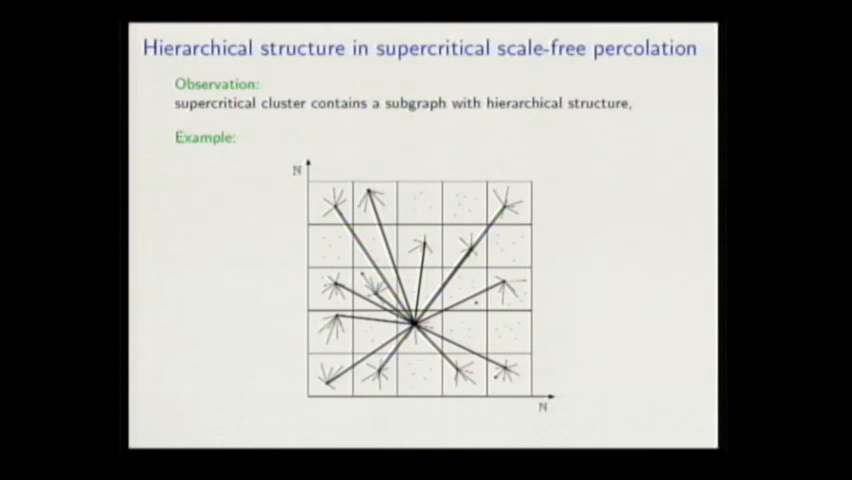 Hierarchical structure in supercritical scale-free percolation
Observation:
supercritical cluster contains a subgraph with hierarchical structure,
Example:
N
N